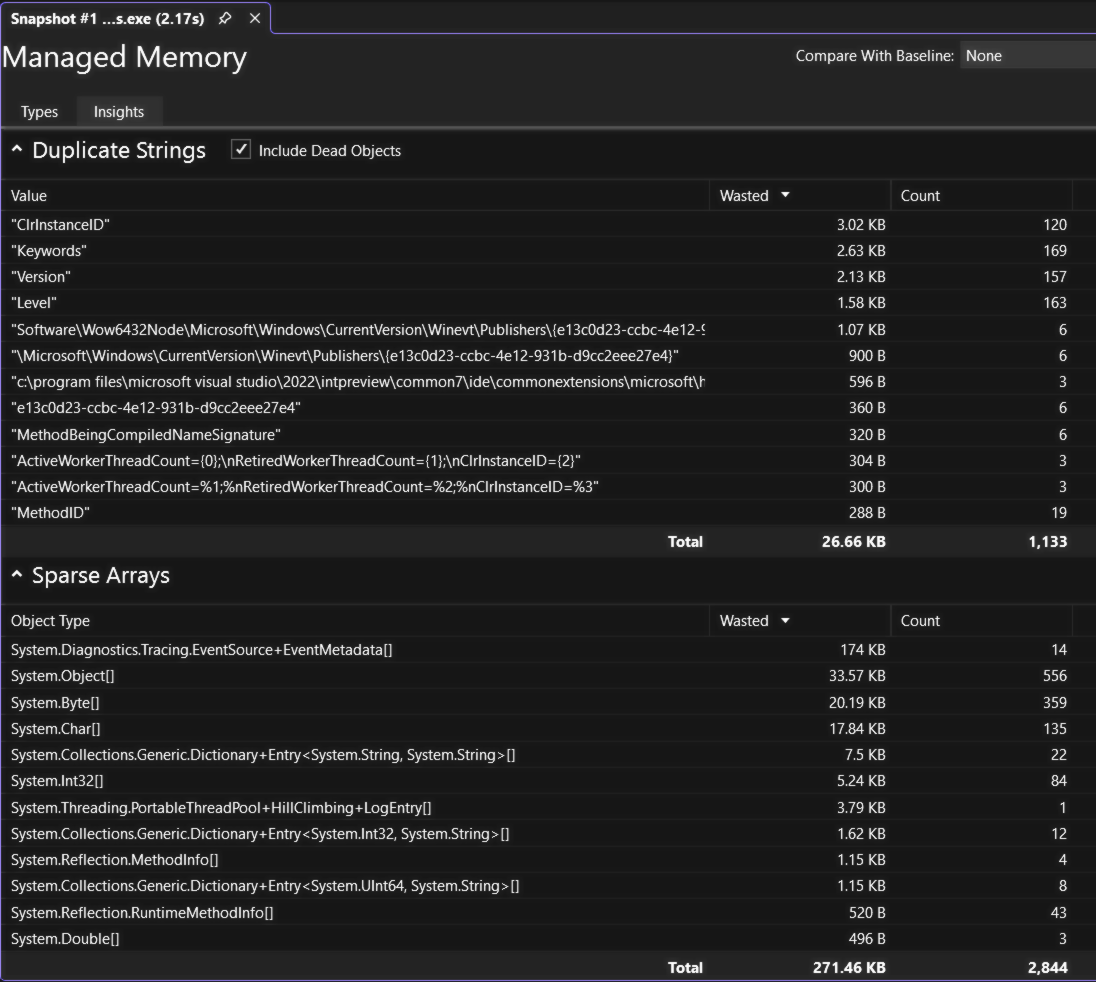 Snapshot #1 ...s.exe (2.17s)
Managed Memory
Compare With Baseline: None
Types Insights
Duplicate Strings Include Dead Objects
Value Wasted Count
"ClrInstanceID" 3.02 KB 120
"Keywords" 2.63 KB 169
"Version" 2.13 KB 157
"Level" 1.58 KB 163
"Software\Wow6432Node\Microsoft\Windows\CurrentVersion\Winevt\Publishers\{e13c0d23-ccbc-4e12-9 1.07 KB 6
"\Microsoft\Windows\CurrentVersion\Winevt\Publishers\{e13c0d23-ccbc-4e12-931b-d9cc2eee27e4}" 900 B 6
"c:\program files\microsoft visual studio\2022\intpreview\common7\ide\commonextensions\microsoft\h 596 B 3
"e13c0d23-ccbc-4e12-931b-d9cc2eee27e4" 360 B 6
"MethodBeingCompiledNameSignature" 320 B 6
"ActiveWorkerThreadCount={0};\nRetiredWorkerThreadCount={1};\nClrInstanceID={2}" 304 B 3
"ActiveWorkerThreadCount=%1;%nRetiredWorkerThreadCount=%2;%nClrInstanceID=%3" 300 B 3
"MethodID" 288 B 19
Total 26.66 KB 1,133
Sparse Arrays
Object Type Wasted Count
System.Diagnostics.Tracing.EventSource+EventMetadata[] 174 KB 14
System.Object[] 33.57 KB 556
System.Byte[] 20.19 KB 359
System.Char[] 17.84 KB 135
System.Collections.Generic.Dictionary+Entry<System.String, System.String>[] 7.5 KB 22
System.Int32[] 5.24 KB 84
System.Threading.PortableThreadPool+HillClimbing+LogEntry[] 3.79 KB 1
System.Collections.Generic.Dictionary+Entry<System.Int32, System.String>[] 1.62 KB 12
System.Reflection.MethodInfo[] 1.15 KB 4
System.Collections.Generic.Dictionary+Entry<System.UInt64, System.String>[] 1.15 KB 8
System.Reflection.RuntimeMethodInfo[] 520 B 43
System.Double[] 496 B 3
Total 271.46 KB 2,844